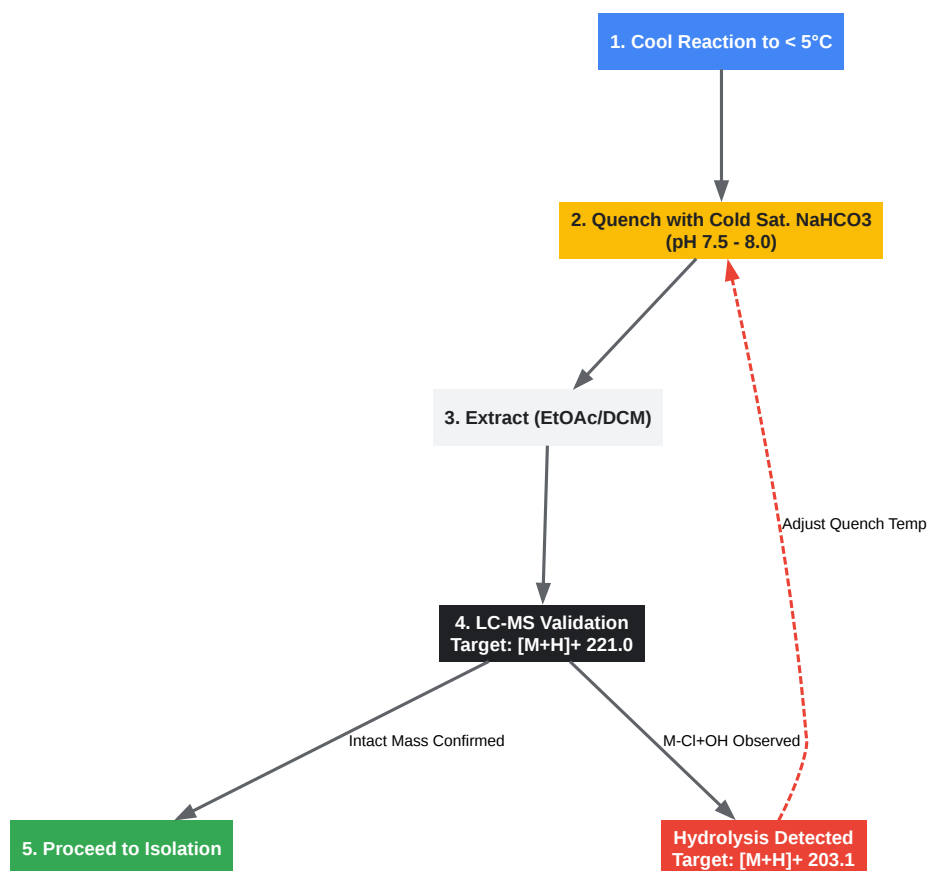 1. Cool Reaction to < 5°C
2. Quench with Cold Sat. NaHCO3
(pH 7.5 - 8.0)
3. Extract (EtOAc/DCM)
Adjust Quench Temp
4. LC-MS Validation
Target: [M+H]+ 221.0
Intact Mass Confirmed
M-Cl+OH Observed
5. Proceed to Isolation
Hydrolysis Detected
Target: [M+H]+ 203.1